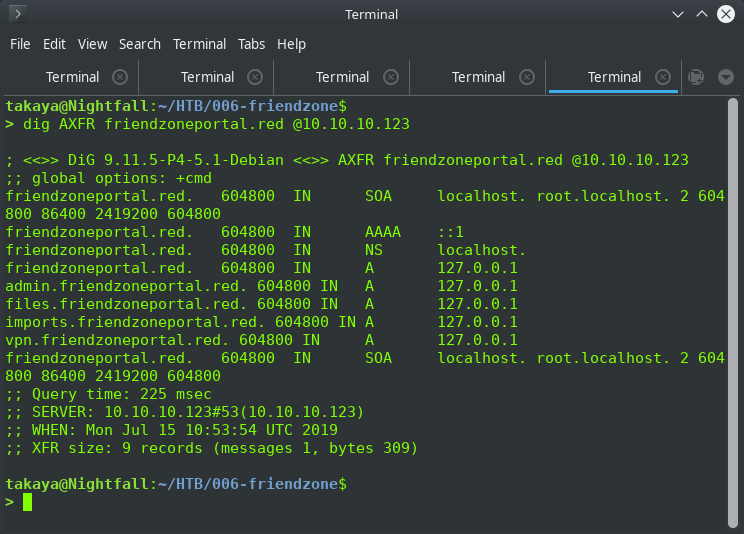 Terminal
File Edit View Search Terminal Tabs Help
Terminal Terminal Terminal Terminal Terminal
takaya@Nightfall:~/HTB/006-friendzone$
> dig AXFR friendzoneportal.red @10.10.10.123
; <<>> DiG 9.11.5-P4-5.1-Debian <<>> AXFR friendzoneportal.red @10.10.10.123
;; global options: +cmd
friendzoneportal.red.   604800  IN      SOA     localhost. root.localhost. 2 604
800 86400 2419200 604800
friendzoneportal.red.   604800  IN      AAAA    ::1
friendzoneportal.red.   604800  IN      NS      localhost.
friendzoneportal.red.   604800  IN      A       127.0.0.1
admin.friendzoneportal.red. 604800 IN   A       127.0.0.1
files.friendzoneportal.red. 604800 IN   A       127.0.0.1
imports.friendzoneportal.red. 604800 IN A       127.0.0.1
vpn.friendzoneportal.red. 604800 IN     A       127.0.0.1
friendzoneportal.red.   604800  IN      SOA     localhost. root.localhost. 2 604
800 86400 2419200 604800
;; Query time: 225 msec
;; SERVER: 10.10.10.123#53(10.10.10.123)
;; WHEN: Mon Jul 15 10:53:54 UTC 2019
;; XFR size: 9 records (messages 1, bytes 309)
takaya@Nightfall:~/HTB/006-friendzone$
>